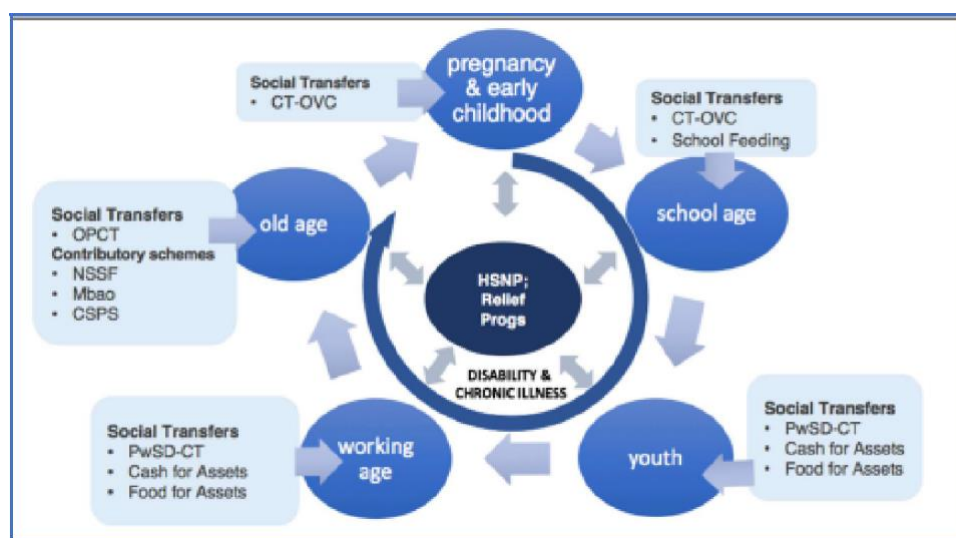 pregnancy
& early
childhood
Social Transfers
• CT-OVC
Social Transfers
• CT-OVC
• School Feeding
school age
old age
Social Transfers
• OPCT
Contributory schemes
• NSSF
• Mbao
• CSPS
HSNP;
Relief
Progs
DISABILITY &
CHRONIC ILLNESS
Social Transfers
• PwSD-CT
• Cash for Assets
• Food for Assets
working
age
youth
Social Transfers
• PwSD-CT
• Cash for Assets
• Food for Assets